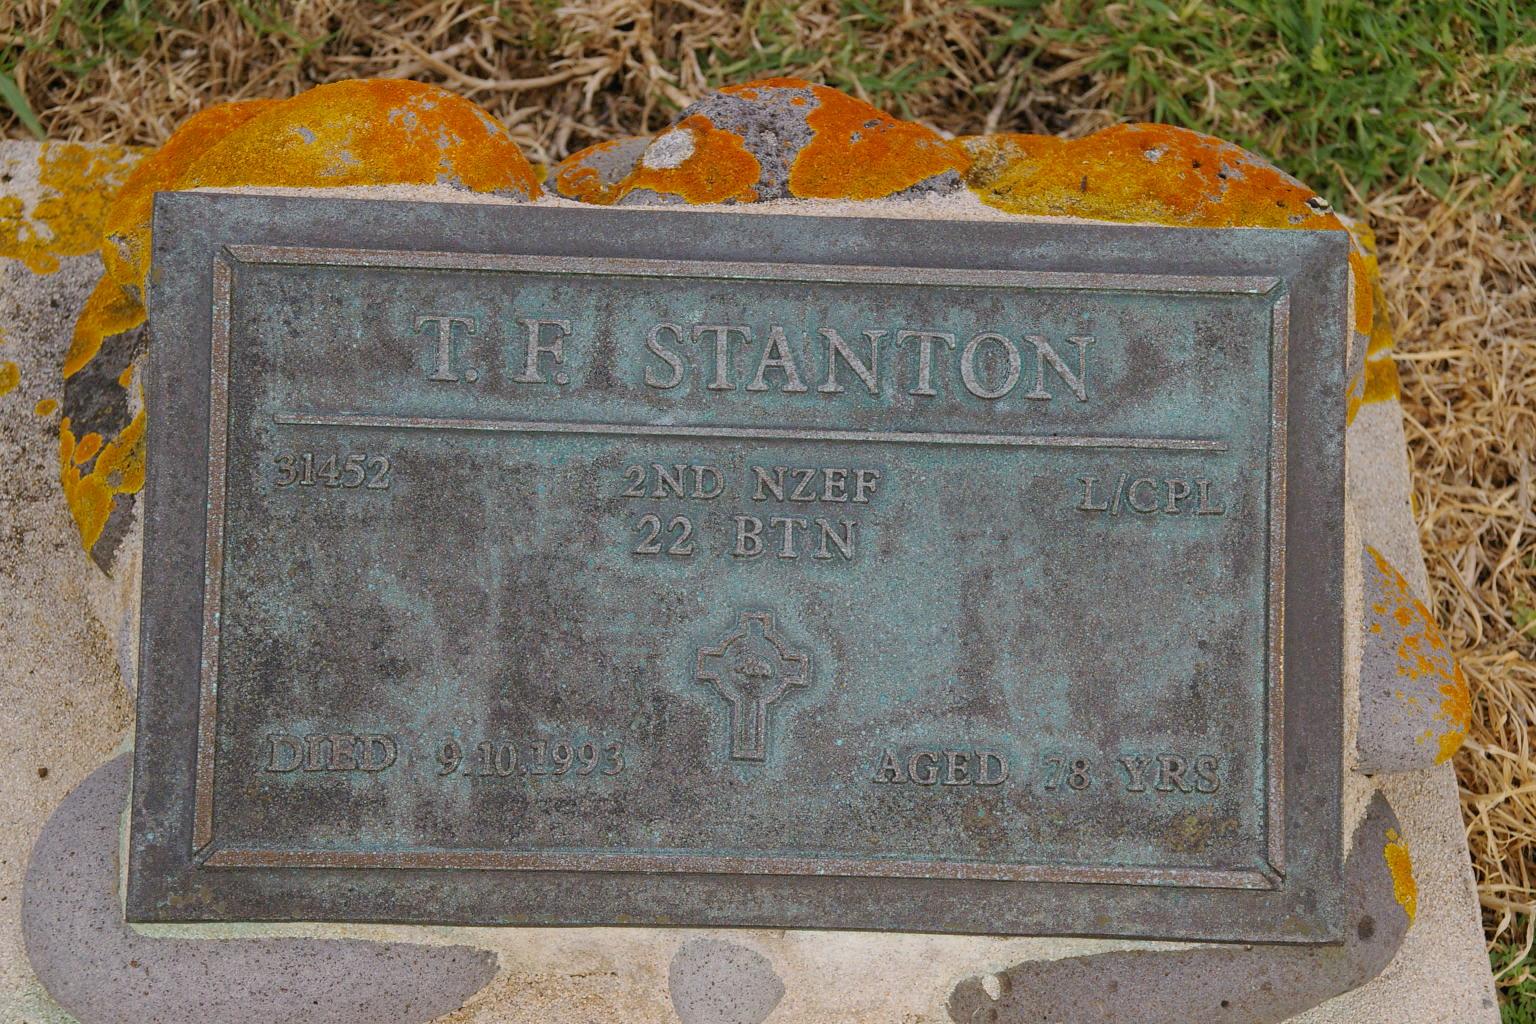 T. F. STANTON
31452 2ND NZEF L/CPL
22 BTN
DIED 9.10.1993 AGED 78 YRS